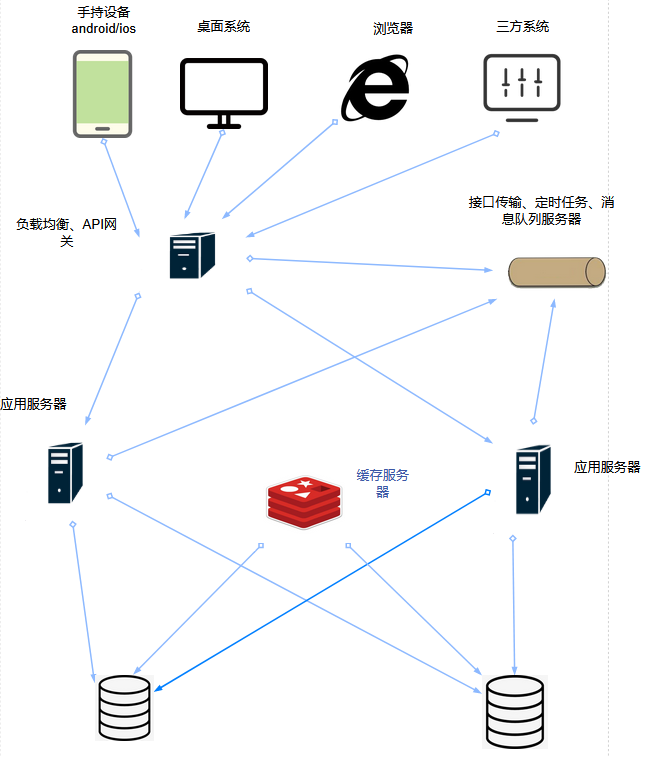 手持设备
android/ios
桌面系统
浏览器
三方系统
负载均衡、API网
关
接口传输、定时任务、消
息队列服务器
应用服务器
缓存服务
器
应用服务器